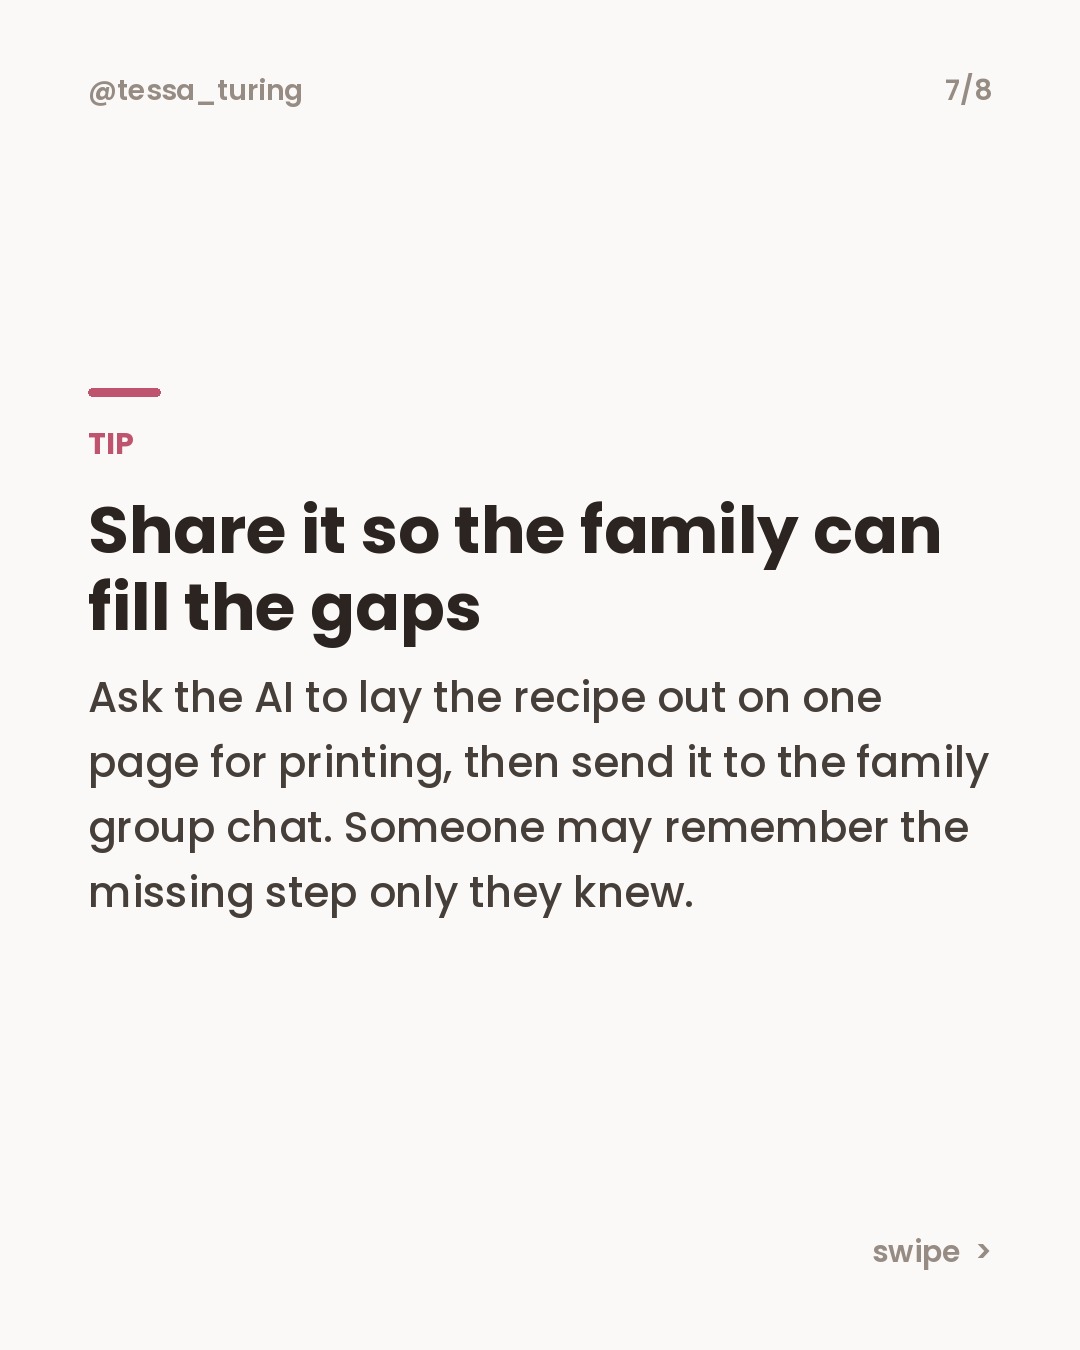 @tessa_turing
7/8
TIP
Share it so the family can
fill the gaps
Ask the AI to lay the recipe out on one
page for printing, then send it to the family
group chat. Someone may remember the
missing step only they knew.
swipe >